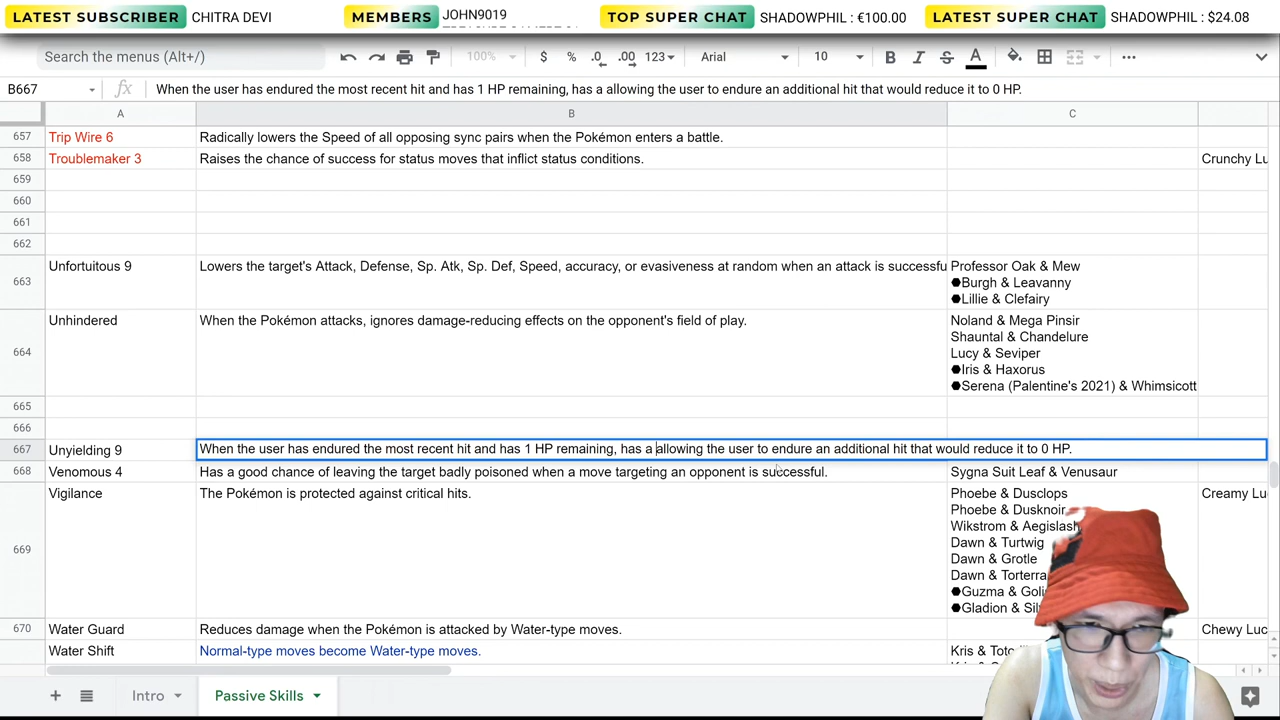 LATEST SUBSCRIBER CHITRA DEVI MEMBERS JOHN9019 TOP SUPER CHAT SHADOWPHIL : €100.00 LATEST SUPER CHAT SHADOWPHIL : $24.08
Search the menus (Alt+/) 100% $ % .0 .00 123 Arial 10 B I S A
B667 fx When the user has endured the most recent hit and has 1 HP remaining, has a allowing the user to endure an additional hit that would reduce it to 0 HP.
A B C
657 Trip Wire 6 Radically lowers the Speed of all opposing sync pairs when the Pokémon enters a battle.
658 Troublemaker 3 Raises the chance of success for status moves that inflict status conditions. Crunchy Lu
659
660
661
662
663 Unfortuitous 9 Lowers the target's Attack, Defense, Sp. Atk, Sp. Def, Speed, accuracy, or evasiveness at random when an attack is successfu Professor Oak & Mew
●Burgh & Leavanny
●Lillie & Clefairy
664 Unhindered When the Pokémon attacks, ignores damage-reducing effects on the opponent's field of play. Noland & Mega Pinsir
Shauntal & Chandelure
Lucy & Seviper
●Iris & Haxorus
●Serena (Palentine's 2021) & Whimsicott
665
666
667 Unyielding 9 When the user has endured the most recent hit and has 1 HP remaining, has a allowing the user to endure an additional hit that would reduce it to 0 HP.
668 Venomous 4 Has a good chance of leaving the target badly poisoned when a move targeting an opponent is successful. Sygna Suit Leaf & Venusaur
669 Vigilance The Pokémon is protected against critical hits. Phoebe & Dusclops Creamy Lu
Phoebe & Dusknoir
Wikstrom & Aegislash
Dawn & Turtwig
Dawn & Grotle
Dawn & Torterra
●Guzma & Goli
●Gladion & Sil
670 Water Guard Reduces damage when the Pokémon is attacked by Water-type moves. Chewy Luc
Water Shift Normal-type moves become Water-type moves. Kris & Toto
Intro Passive Skills